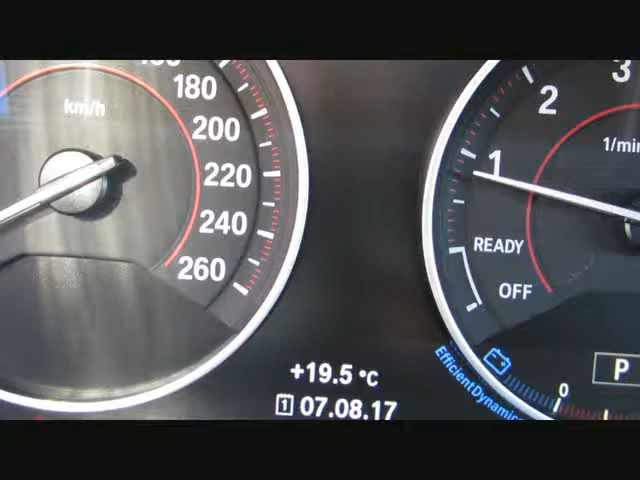 km/h
180
200
220
240
260
3
2
1/min
1
READY
OFF
+19.5 °C
1 07.08.17
EfficientDynamics
0
P